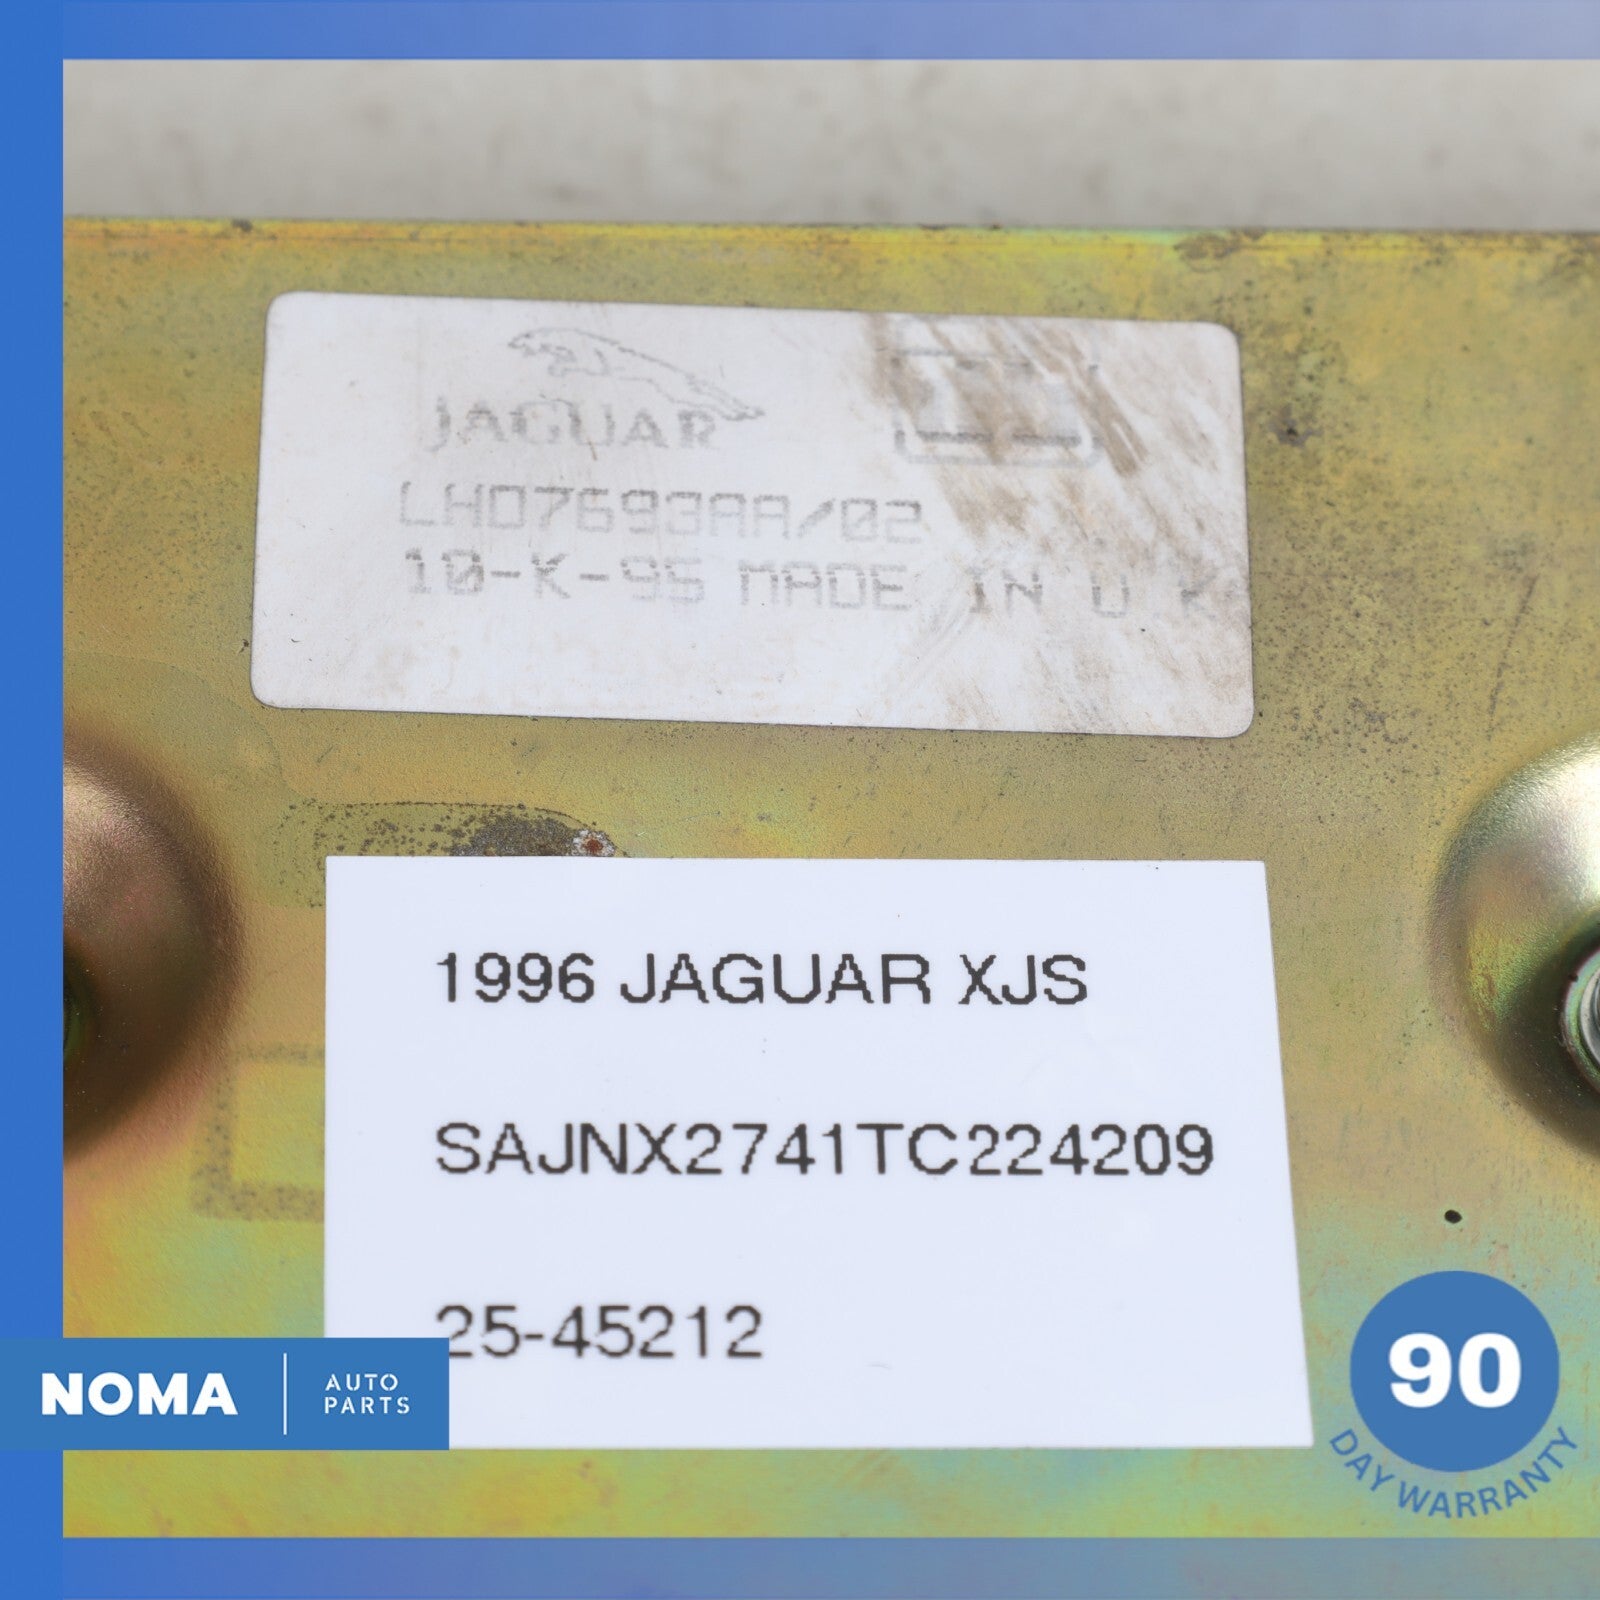 JAGUAR
LHD7693AA/02
10-K-95 MADE IN U K
1996 JAGUAR XJS
SAJNX2741TC224209
25-45212
NOMA
AUTO
PARTS
90
DAY WARRANTY